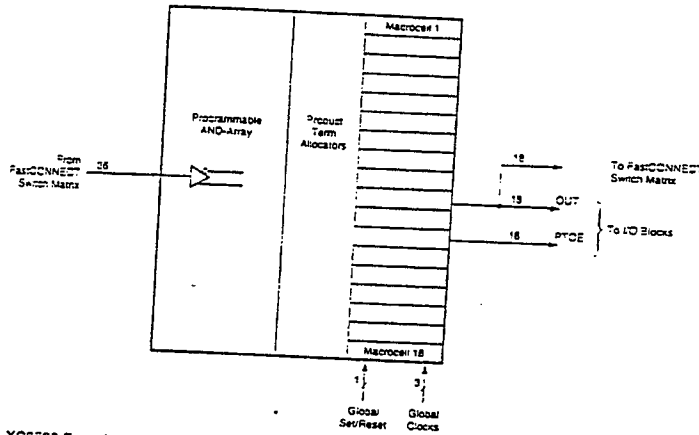 Macrocell 1
Programmable
AND-Array
Product
Term
Allocators
From
FastCONNECT
Switch Matrix
36
18
To FastCONNECT
Switch Matrix
18
OUT
18
PTOE
To I/O Blocks
Macrocell 18
1
3
Global
Set/Reset
Global
Clocks